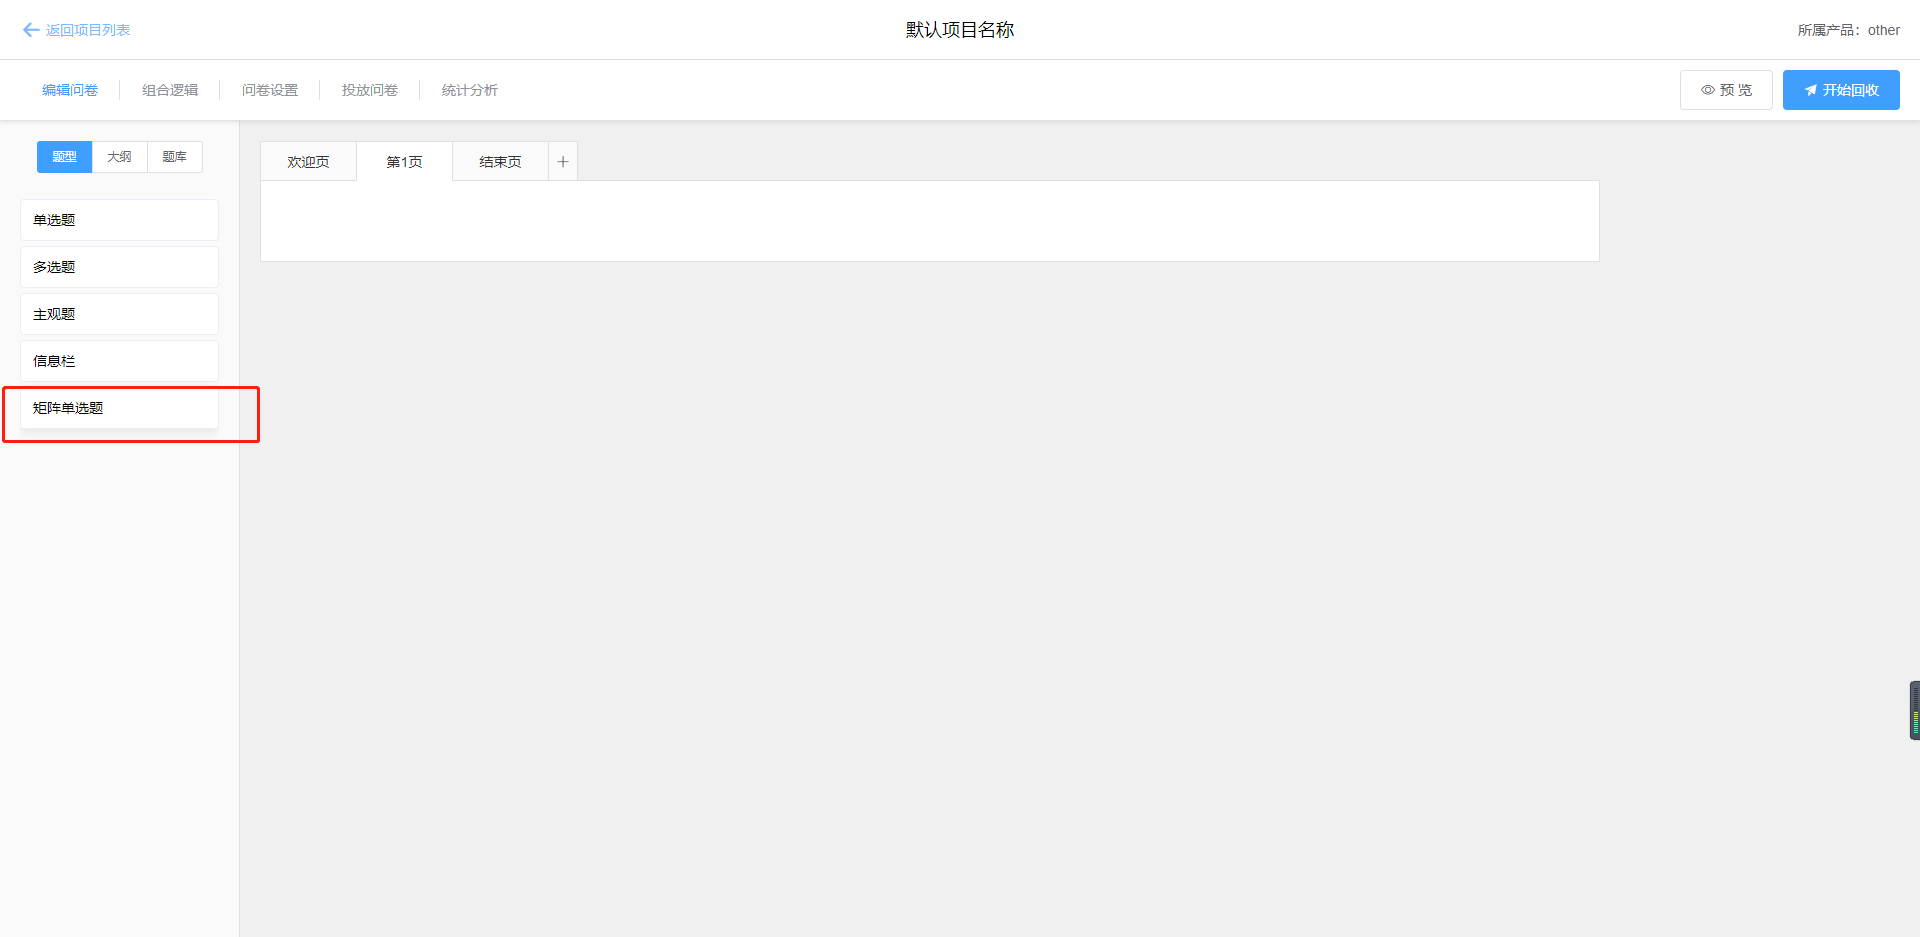 返回项目列表
默认项目名称
所属产品：other
编辑问卷
组合逻辑
问卷设置
投放问卷
统计分析
预 览
开始回收
题型
大纲
题库
欢迎页
第1页
结束页
+
单选题
多选题
主观题
信息栏
矩阵单选题